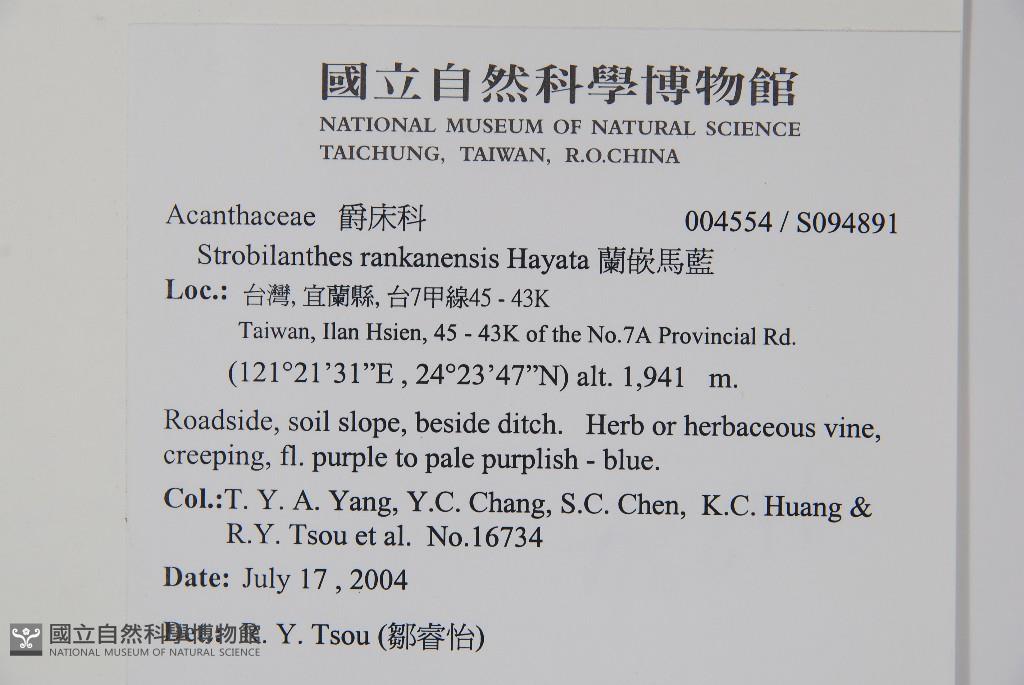 國立自然科學博物館
NATIONAL MUSEUM OF NATURAL SCIENCE
TAICHUNG, TAIWAN, R.O.CHINA
Acanthaceae 爵床科 004554 / S094891
Strobilanthes rankanensis Hayata 蘭嵌馬藍
Loc.: 台灣, 宜蘭縣, 台7甲線45 - 43K
Taiwan, Ilan Hsien, 45 - 43K of the No.7A Provincial Rd.
(121°21’31”E , 24°23’47”N) alt. 1,941 m.
Roadside, soil slope, beside ditch. Herb or herbaceous vine,
creeping, fl. purple to pale purplish - blue.
Col.:T. Y. A. Yang, Y.C. Chang, S.C. Chen, K.C. Huang &
R.Y. Tsou et al. No.16734
Date: July 17 , 2004
Det.: R. Y. Tsou (鄒睿怡)
國立自然科學博物館
NATIONAL MUSEUM OF NATURAL SCIENCE